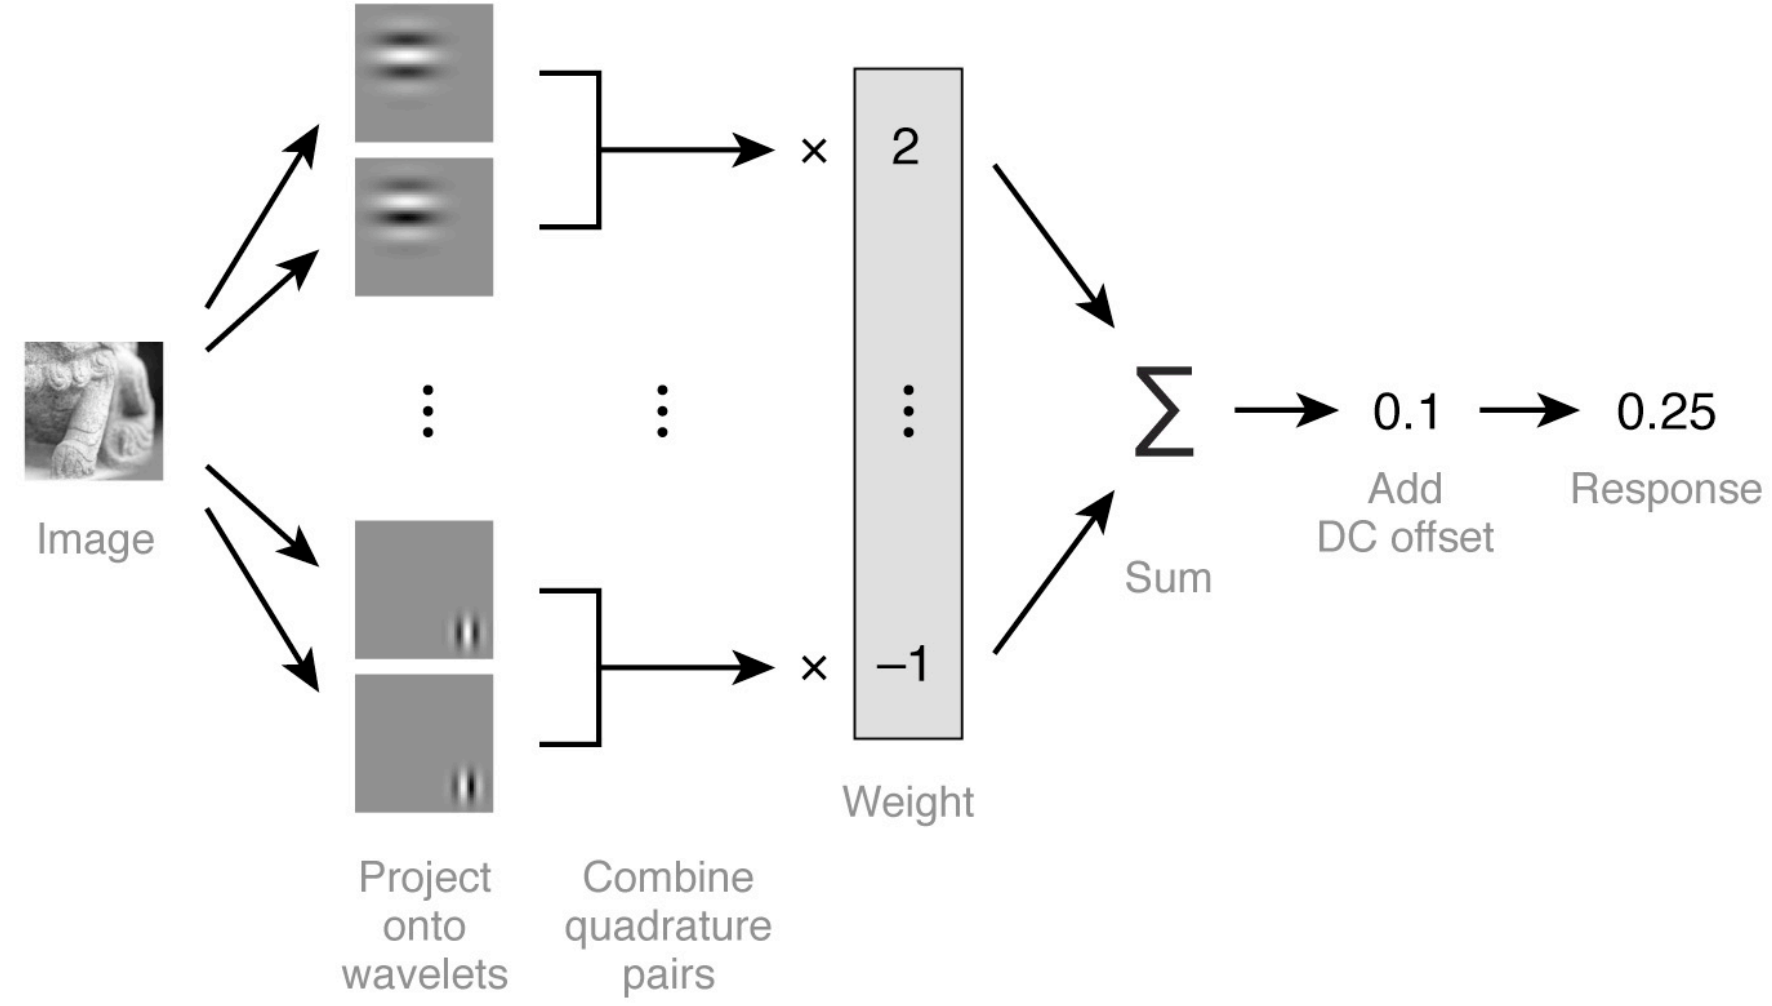 ×
2
×
–1
∑
0.1
0.25
Image
Project
onto
wavelets
Combine
quadrature
pairs
Weight
Sum
Add
DC offset
Response